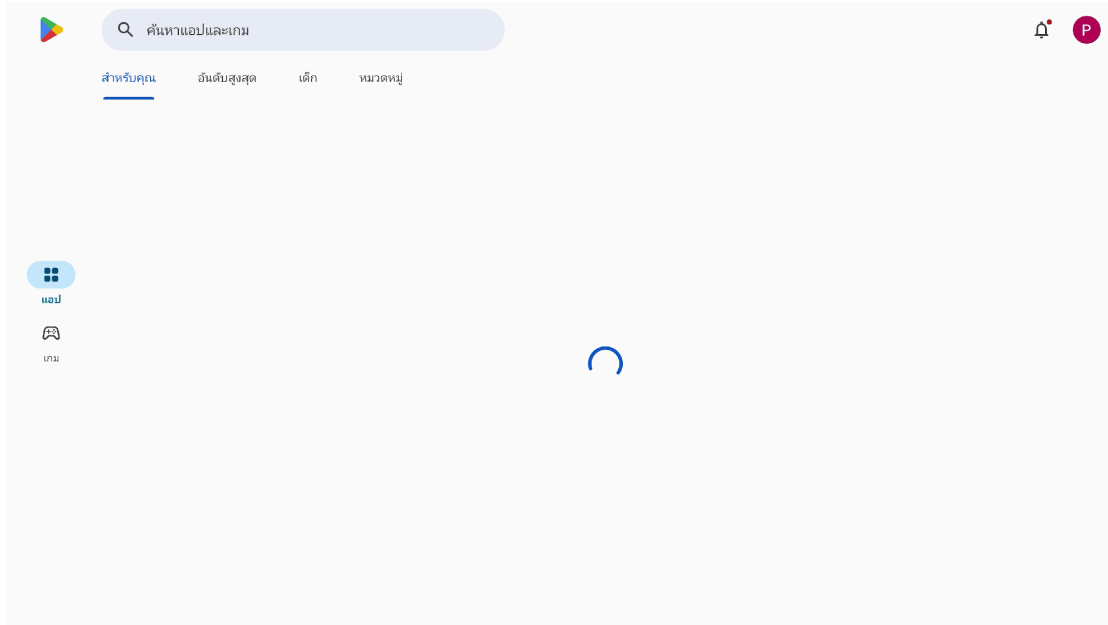 ค้นหาแอปและเกม
P
สำหรับคุณ
อันดับสูงสุด
เด็ก
หมวดหมู่
แอป
เกม